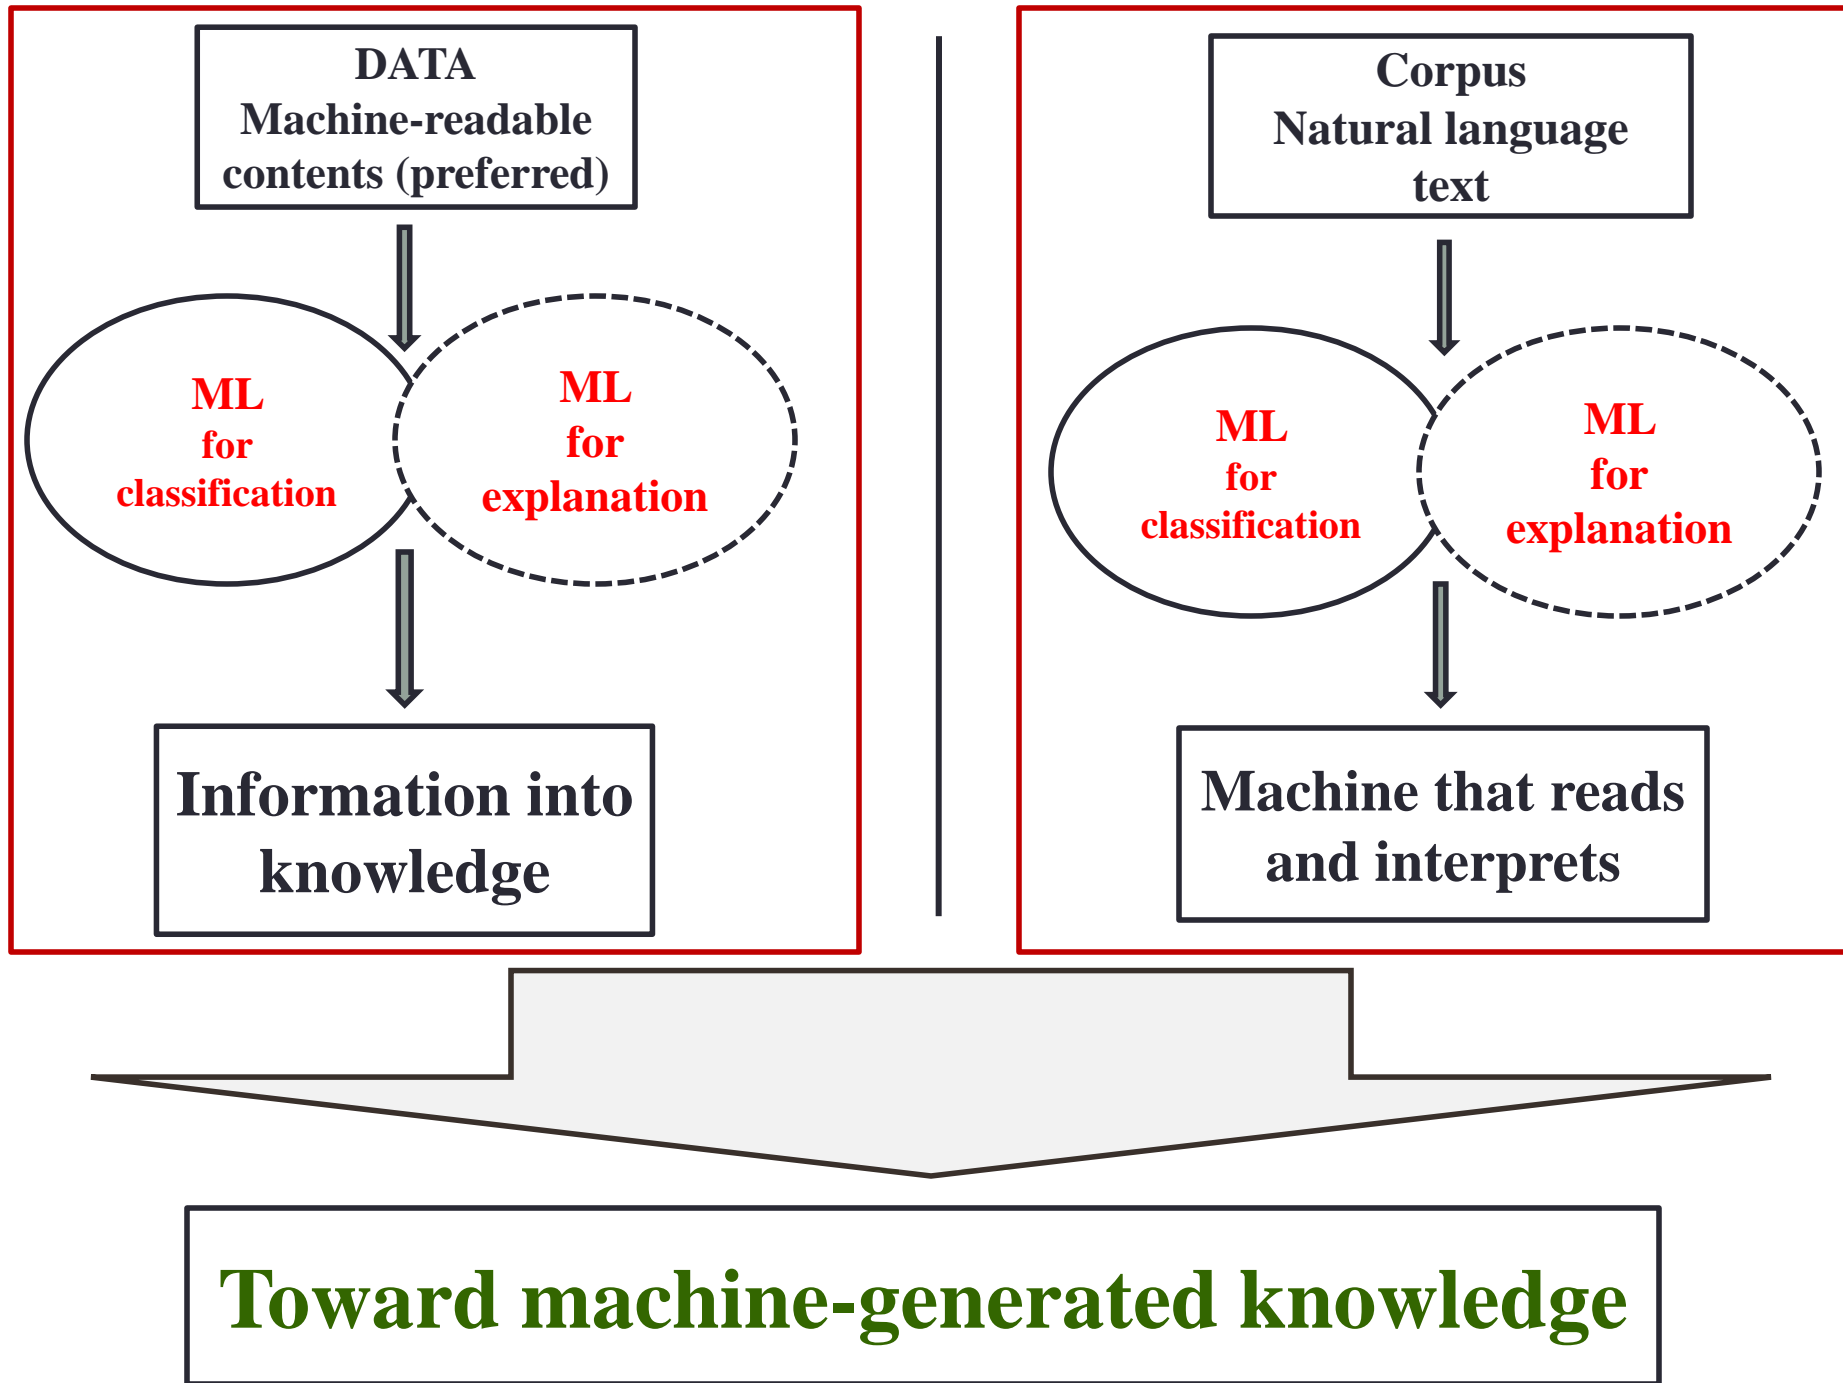 DATA
Machine-readable
contents (preferred)
ML
for
classification
ML
for
explanation
Information into
knowledge
Corpus
Natural language
text
ML
for
classification
ML
for
explanation
Machine that reads
and interprets
Toward machine-generated knowledge